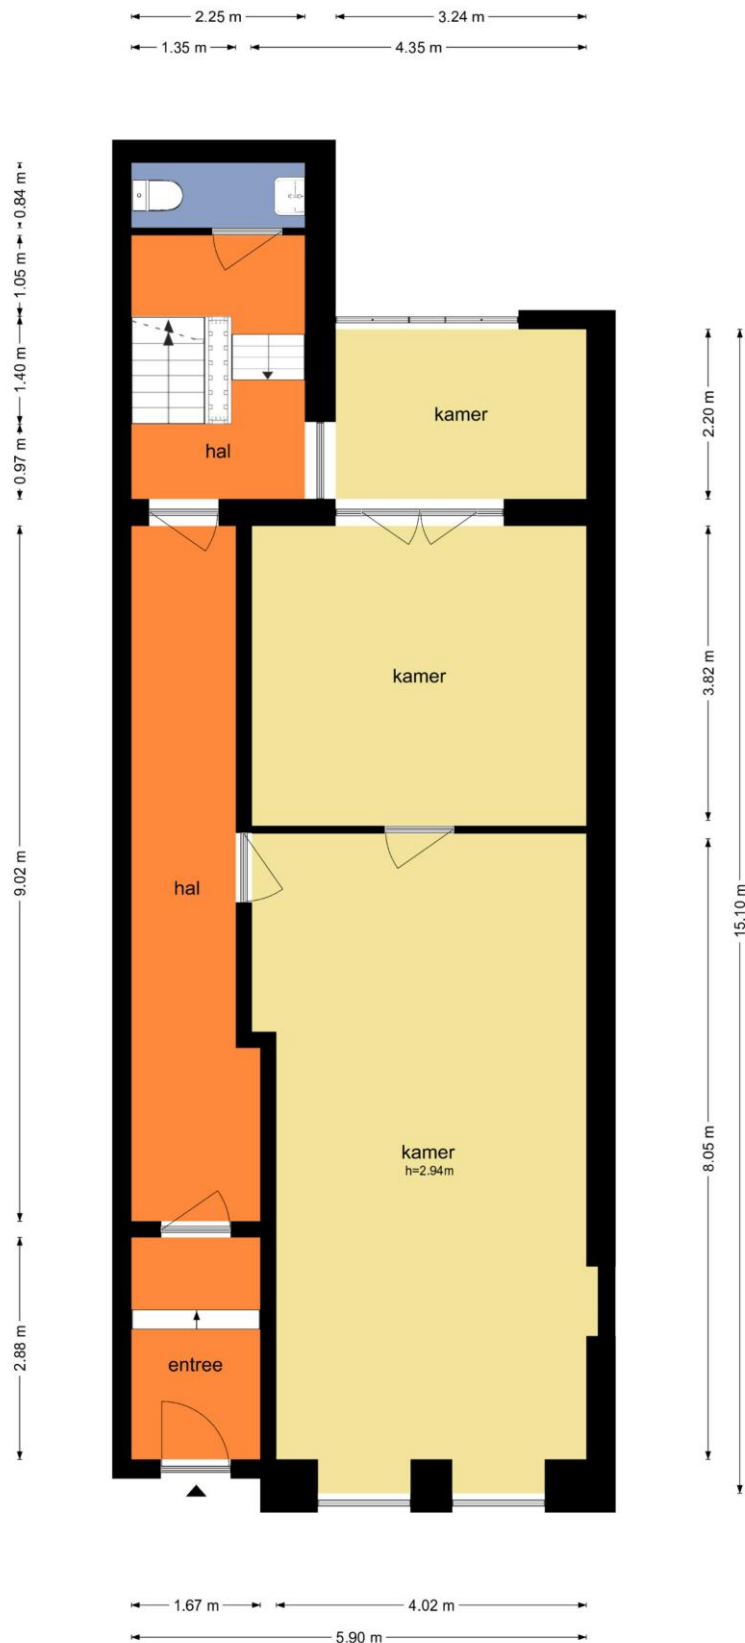 2.25 m
3.24 m
1.35 m
4.35 m
0.84 m
1.05 m
1.40 m
0.97 m
hal
kamer
2.20 m
kamer
3.82 m
9.02 m
hal
15.10 m
kamer
h=2.94m
8.05 m
2.88 m
entree
1.67 m
4.02 m
5.90 m